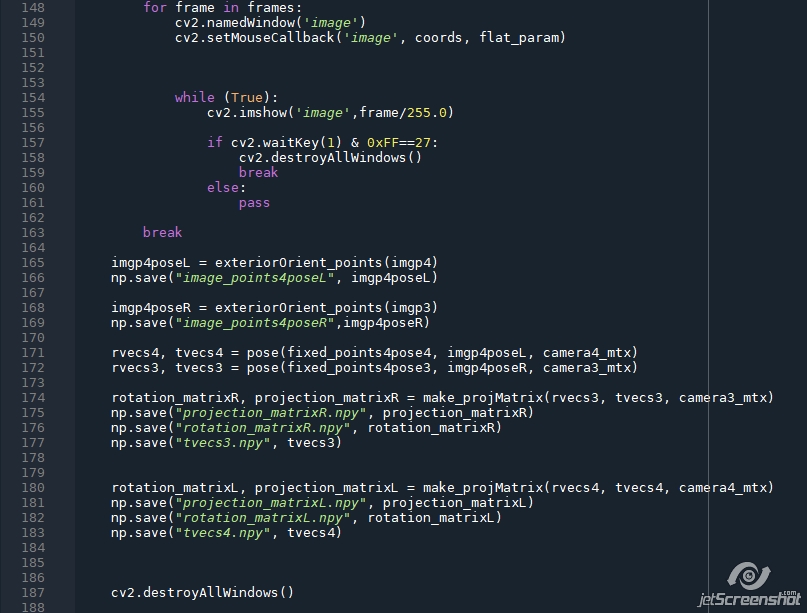 148 for frame in frames:
149 cv2.namedWindow('image')
150 cv2.setMouseCallback('image', coords, flat_param)
151
152
153
154 while (True):
155 cv2.imshow('image',frame/255.0)
156
157 if cv2.waitKey(1) & 0xFF==27:
158 cv2.destroyAllWindows()
159 break
160 else:
161 pass
162
163 break
164
165 imgp4poseL = exteriorOrient_points(imgp4)
166 np.save("image_points4poseL", imgp4poseL)
167
168 imgp4poseR = exteriorOrient_points(imgp3)
169 np.save("image_points4poseR",imgp4poseR)
170
171 rvecs4, tvecs4 = pose(fixed_points4pose4, imgp4poseL, camera4_mtx)
172 rvecs3, tvecs3 = pose(fixed_points4pose3, imgp4poseR, camera3_mtx)
173
174 rotation_matrixR, projection_matrixR = make_projMatrix(rvecs3, tvecs3, camera3_mtx)
175 np.save("projection_matrixR.npy", projection_matrixR)
176 np.save("rotation_matrixR.npy", rotation_matrixR)
177 np.save("tvecs3.npy", tvecs3)
178
179
180 rotation_matrixL, projection_matrixL = make_projMatrix(rvecs4, tvecs4, camera4_mtx)
181 np.save("projection_matrixL.npy", projection_matrixL)
182 np.save("rotation_matrixL.npy", rotation_matrixL)
183 np.save("tvecs4.npy", tvecs4)
184
185
186
187 cv2.destroyAllWindows()
188
jetScreenshot.com